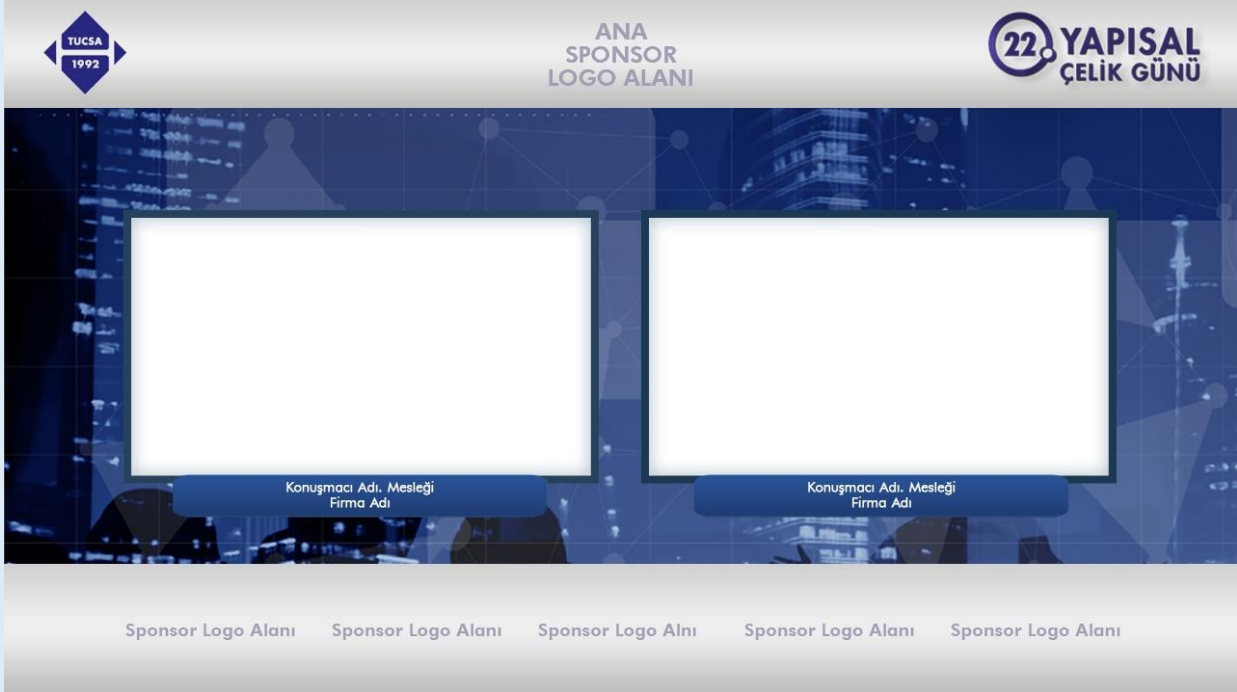 TUCSA
1992
ANA
SPONSOR
LOGO ALANI
22. YAPISAL
ÇELİK GÜNÜ
Konuşmacı Adı. Mesleği
Firma Adı
Konuşmacı Adı. Mesleği
Firma Adı
Sponsor Logo Alanı
Sponsor Logo Alanı
Sponsor Logo Alnı
Sponsor Logo Alanı
Sponsor Logo Alanı